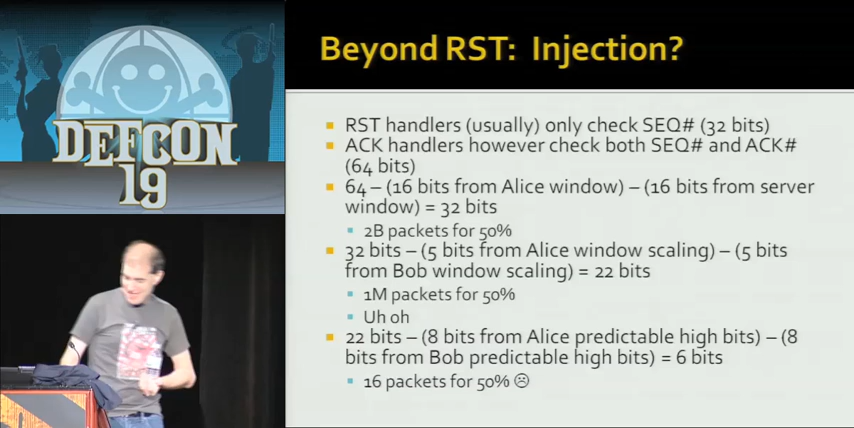 DEFCON
19
Beyond RST: Injection?
RST handlers (usually) only check SEQ# (32 bits)
ACK handlers however check both SEQ# and ACK#
(64 bits)
64 – (16 bits from Alice window) – (16 bits from server
window) = 32 bits
2B packets for 50%
32 bits – (5 bits from Alice window scaling) – (5 bits
from Bob window scaling) = 22 bits
1M packets for 50%
Uh oh
22 bits – (8 bits from Alice predictable high bits) – (8
bits from Bob predictable high bits) = 6 bits
16 packets for 50% ☹